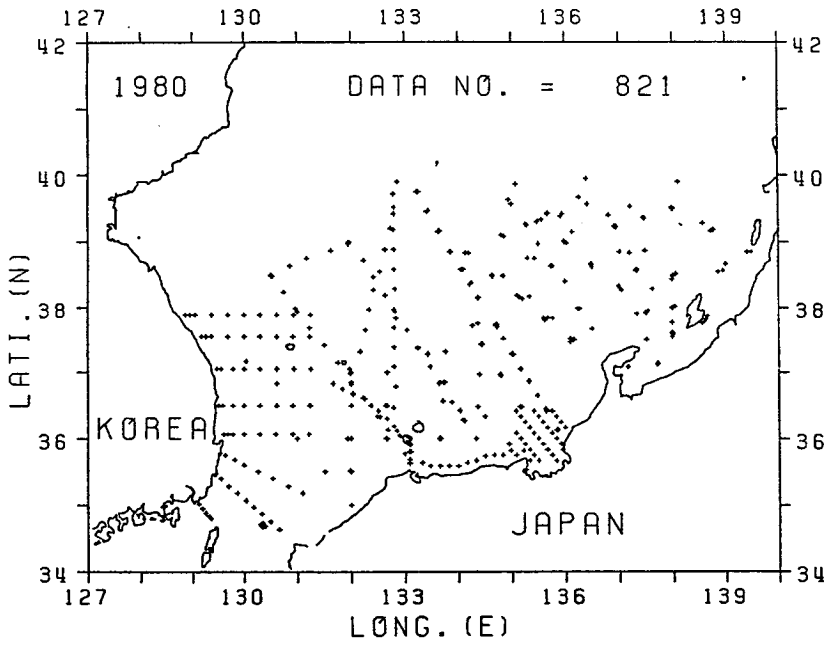 127 130 133 136 139
42 42
1980 DATA NO. = 821
40 40
38 38
LATI. (N)
KOREA
36 36
JAPAN
34 34
127 130 133 136 139
LONG. (E)